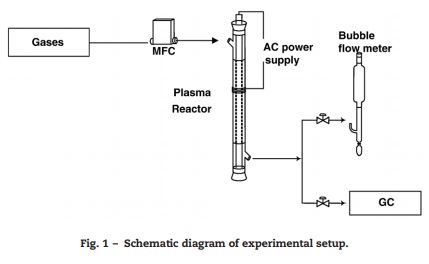 Gases
MFC
AC power
supply
Plasma
Reactor
Bubble
flow meter
GC
Fig. 1 – Schematic diagram of experimental setup.